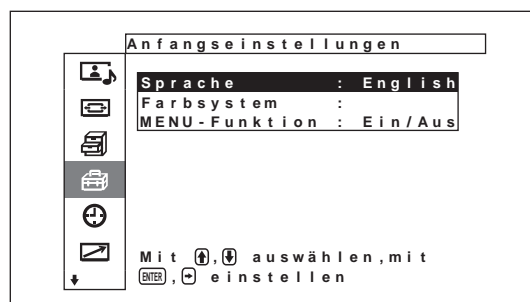 Anfangseinstellungen
Sprache : English
Farbsystem :
MENU-Funktion : Ein/Aus
Mit ↑,↓ auswählen,mit
ENTER,→ einstellen